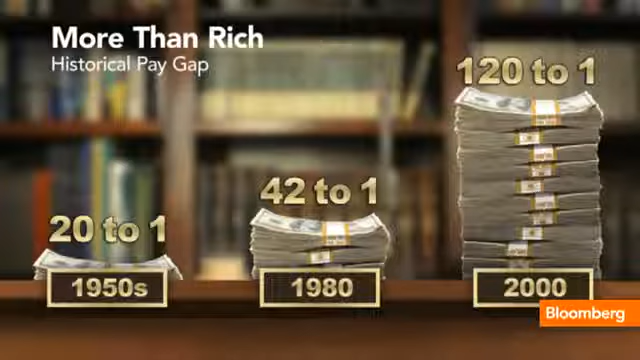 More Than Rich
Historical Pay Gap
20 to 1
42 to 1
120 to 1
1950s
1980
2000
Bloomberg